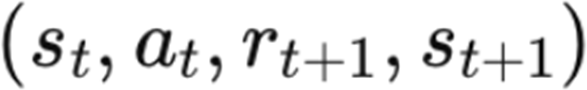 (s_t, a_t, r_{t+1}, s_{t+1})